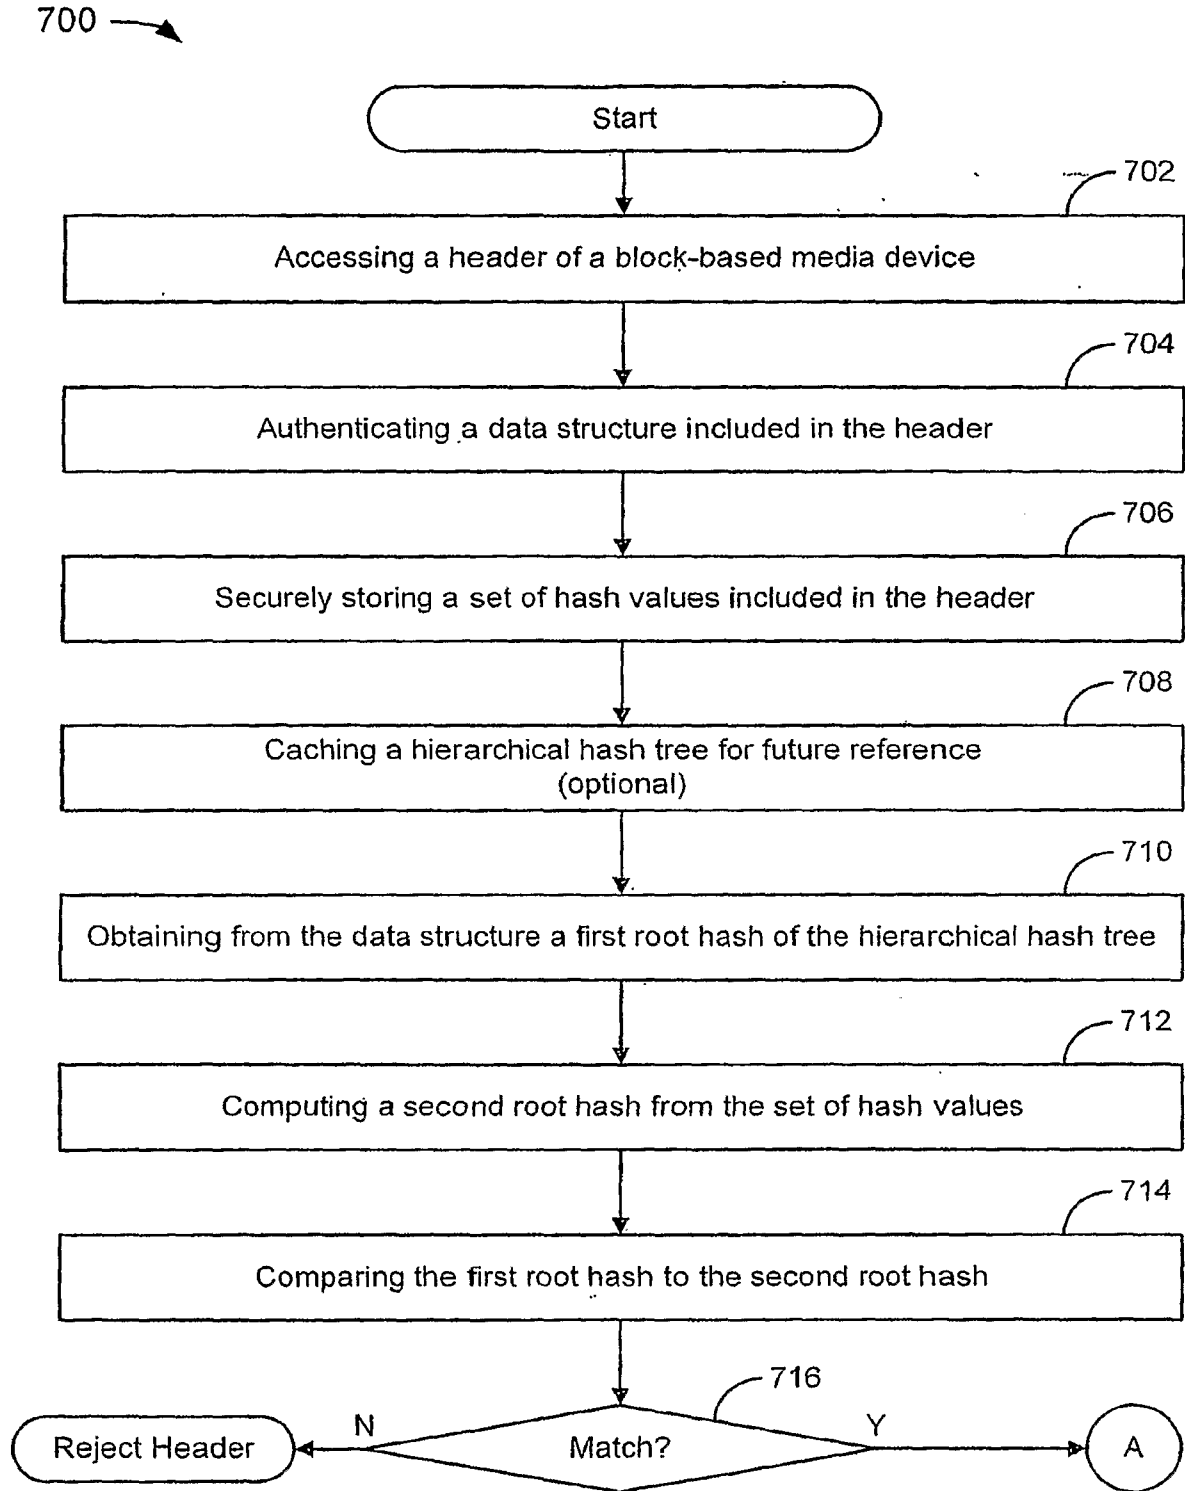 700
Start
702
Accessing a header of a block-based media device
704
Authenticating a data structure included in the header
706
Securely storing a set of hash values included in the header
708
Caching a hierarchical hash tree for future reference
(optional)
710
Obtaining from the data structure a first root hash of the hierarchical hash tree
712
Computing a second root hash from the set of hash values
714
Comparing the first root hash to the second root hash
716
N
Y
Reject Header
Match?
A